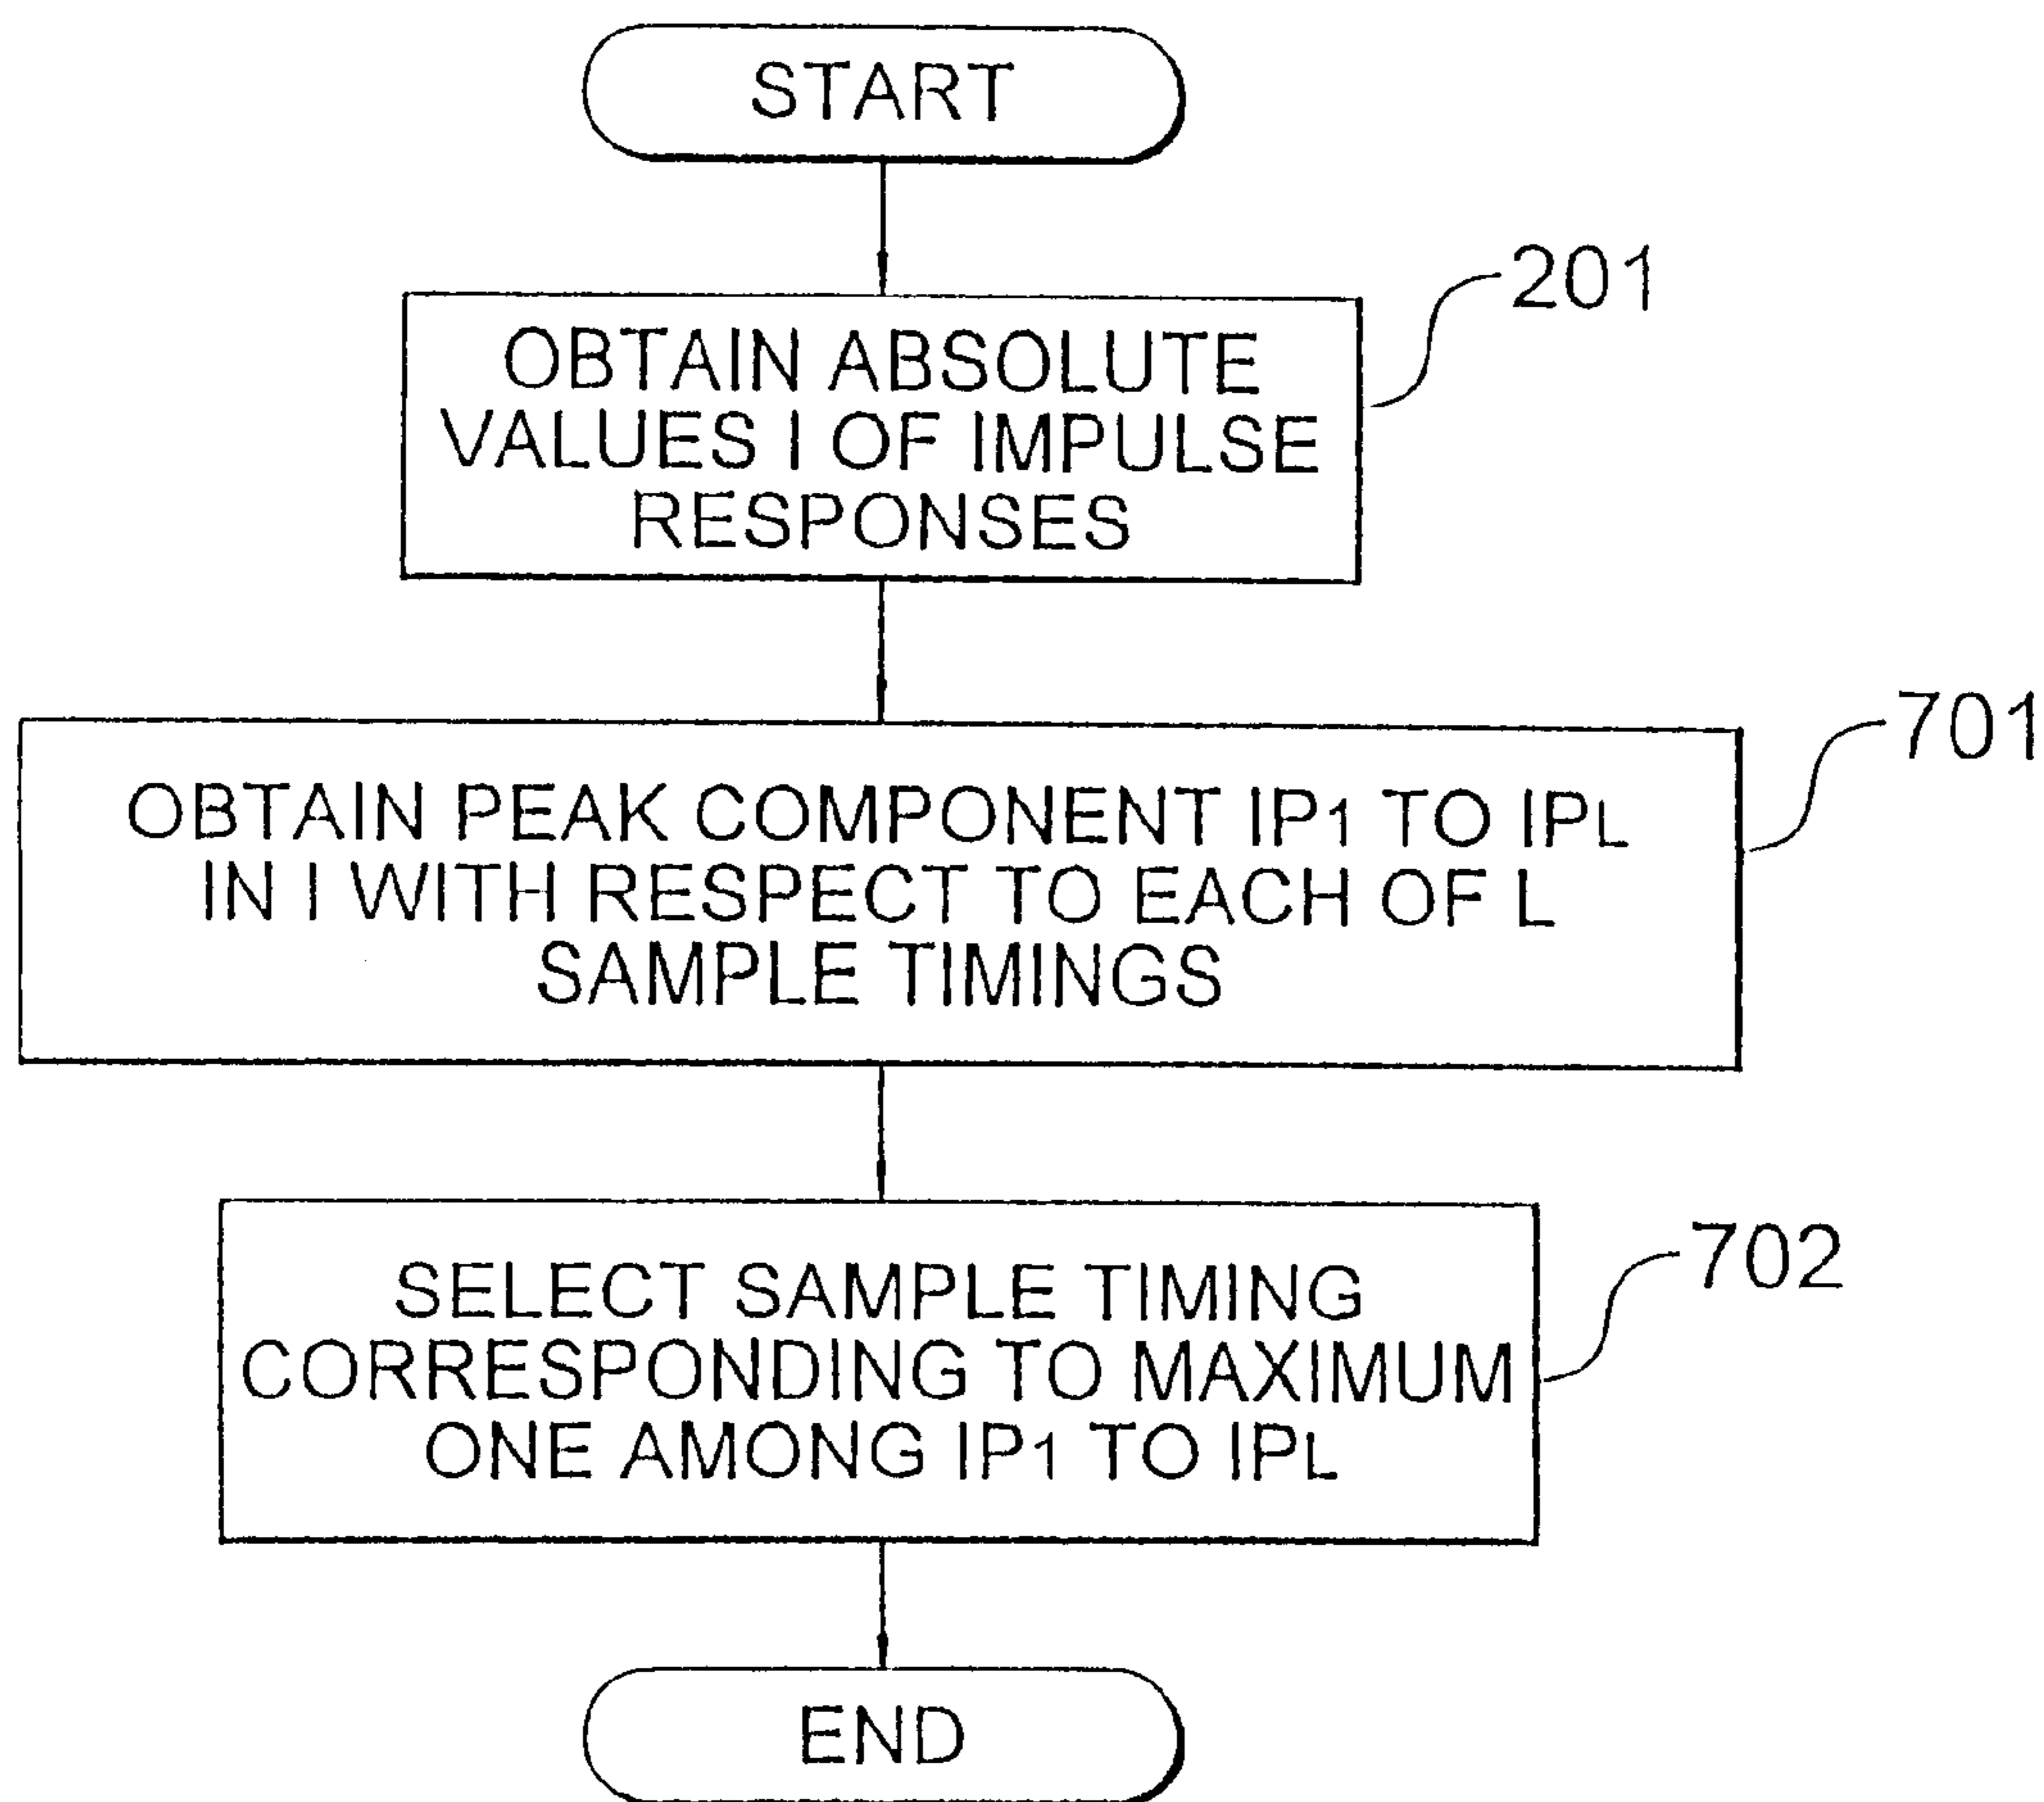 START
201
OBTAIN ABSOLUTE
VALUES I OF IMPULSE
RESPONSES
701
OBTAIN PEAK COMPONENT IP1 TO IPL
IN I WITH RESPECT TO EACH OF L
SAMPLE TIMINGS
702
SELECT SAMPLE TIMING
CORRESPONDING TO MAXIMUM
ONE AMONG IP1 TO IPL
END